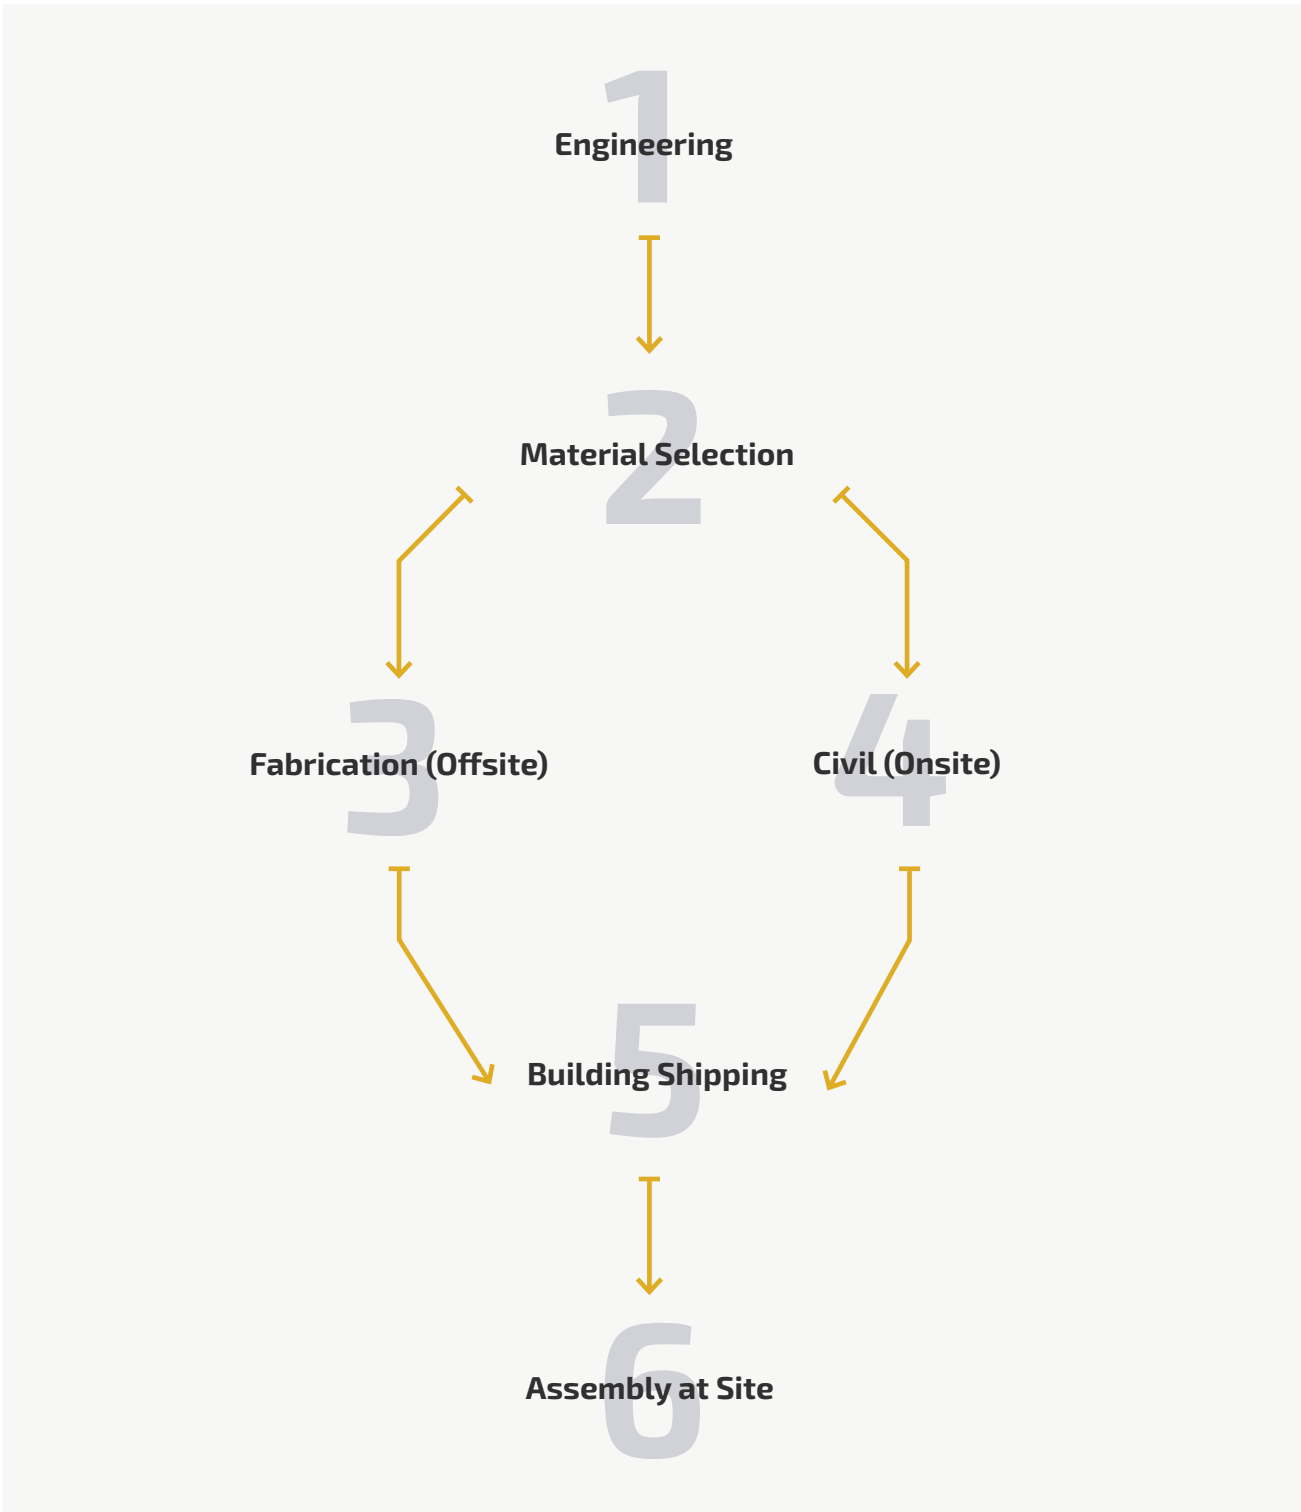 1
Engineering
2
Material Selection
3
Fabrication (Offsite)
4
Civil (Onsite)
5
Building Shipping
6
Assembly at Site